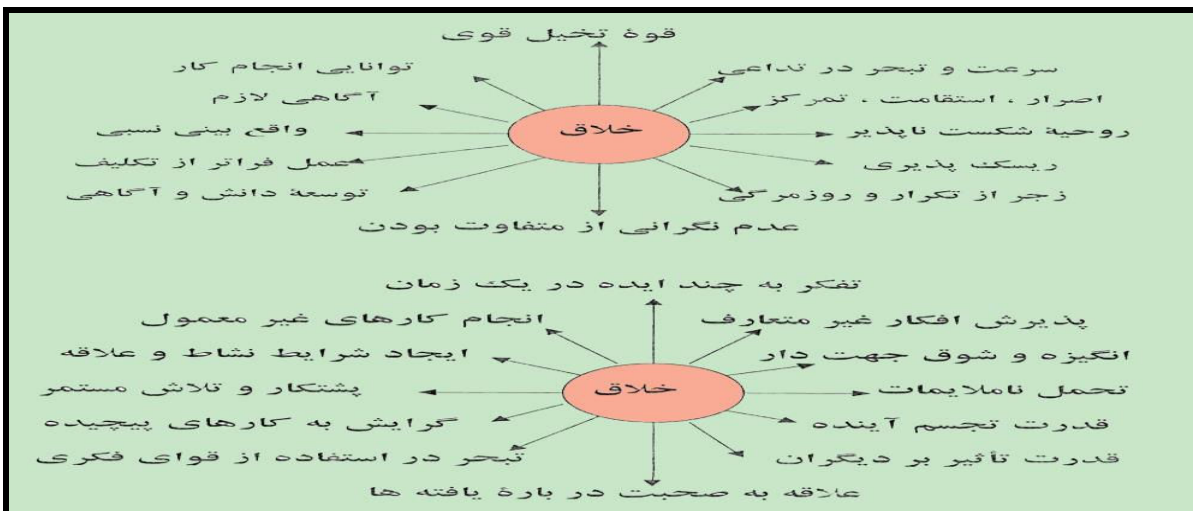 قوهٔ تخیل قوی
سرعت و تبحر در تداعی
توانایی انجام کار
اصرار ، استقامت ، تمرکز
آگاهی لازم
خلاق
روحیهٔ شکست ناپذیر
واقع بینی نسبی
ریسک پذیری
عمل فراتر از تکلیف
زجر از تکرار و روزمرگی
توسعهٔ دانش و آگاهی
عدم نگرانی از متفاوت بودن
تفکر به چند ایده در یک زمان
پذیرش افکار غیر متعارف
انجام کارهای غیر معمول
انگیزه و شوق جهت دار
ایجاد شرایط نشاط و علاقه
خلاق
تحمل ناملایمات
پشتکار و تلاش مستمر
قدرت تجسم آینده
گرایش به کارهای پیچیده
قدرت تأثیر بر دیگران
تبحر در استفاده از قوای فکری
علاقه به صحبت در بارهٔ یافته ها